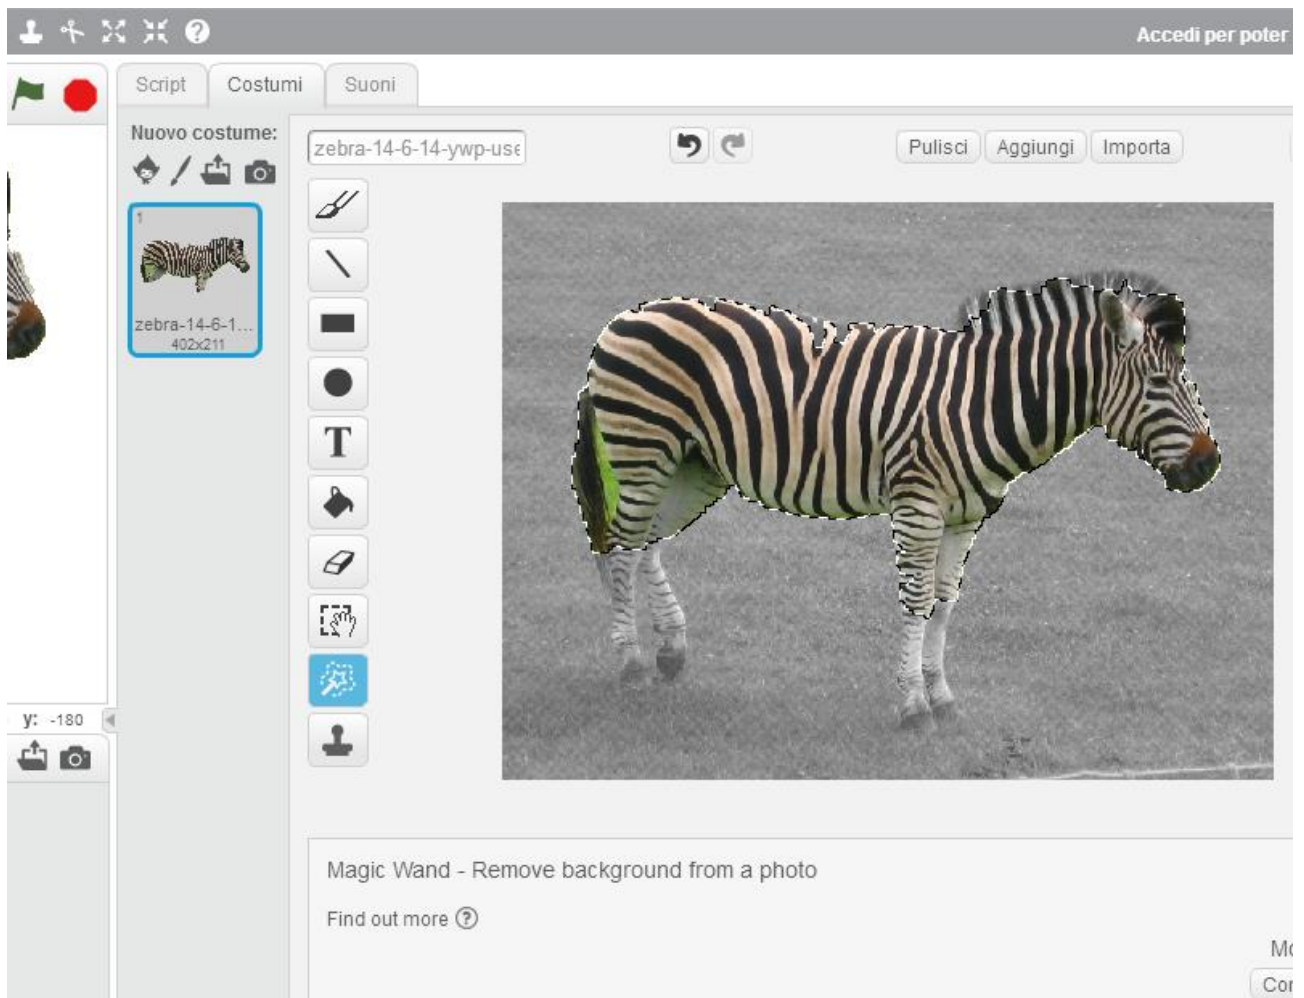 Accedi per poter
Script
Costumi
Suoni
Nuovo costume:
zebra-14-6-14-ywp-use
Pulisci
Aggiungi
Importa
1
zebra-14-6-1...
402x211
T
y: -180
Magic Wand - Remove background from a photo
Find out more